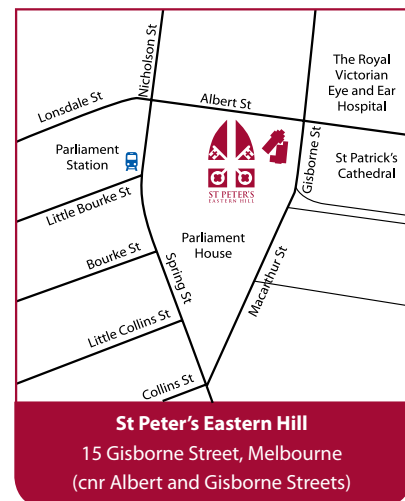 Nicholson St
Lonsdale St
Albert St
The Royal
Victorian
Eye and Ear
Hospital
Parliament
Station
Gisborne St
St Patrick's
Cathedral
Little Bourke St
ST PETER'S
EASTERN HILL
Parliament
House
Bourke St
Spring St
Macarthur St
Little Collins St
Collins St
St Peter's Eastern Hill
15 Gisborne Street, Melbourne
(cnr Albert and Gisborne Streets)